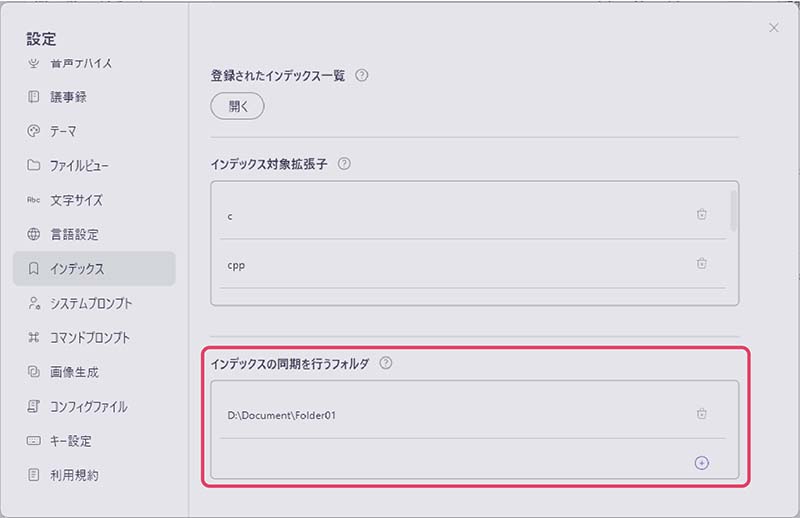 設定
音声デバイス
議事録
テーマ
ファイルビュー
Abc 文字サイズ
言語設定
インデックス
システムプロンプト
コマンドプロンプト
画像生成
コンフィグファイル
キー設定
利用規約
登録されたインデックス一覧 ?
開く
インデックス対象拡張子 ?
c
cpp
インデックスの同期を行うフォルダ ?
D:\Document\Folder01